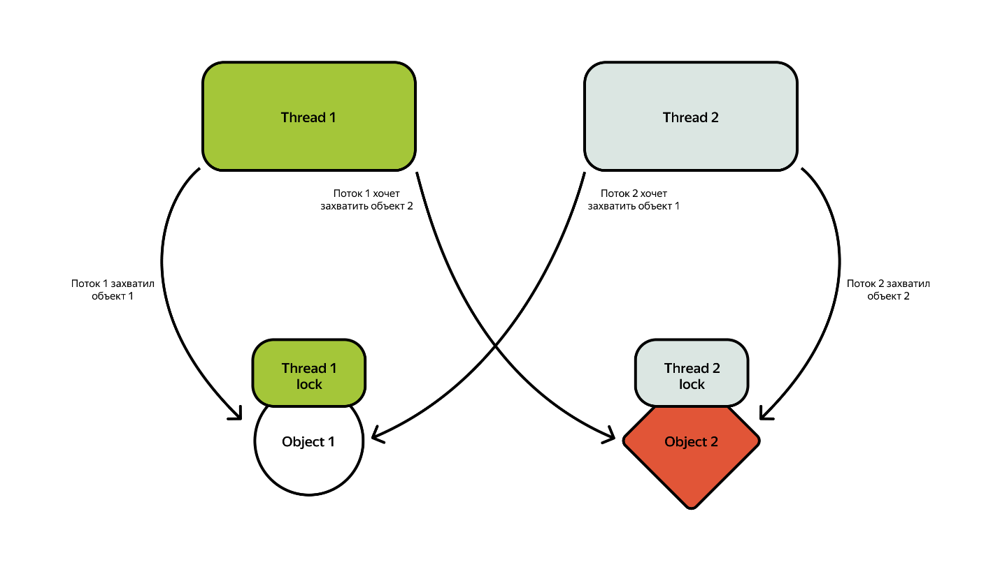 Thread 1
Thread 2
Поток 1 хочет
захватить объект 2
Поток 2 хочет
захватить объект 1
Поток 1 захватил
объект 1
Поток 2 захватил
объект 2
Thread 1
lock
Thread 2
lock
Object 1
Object 2